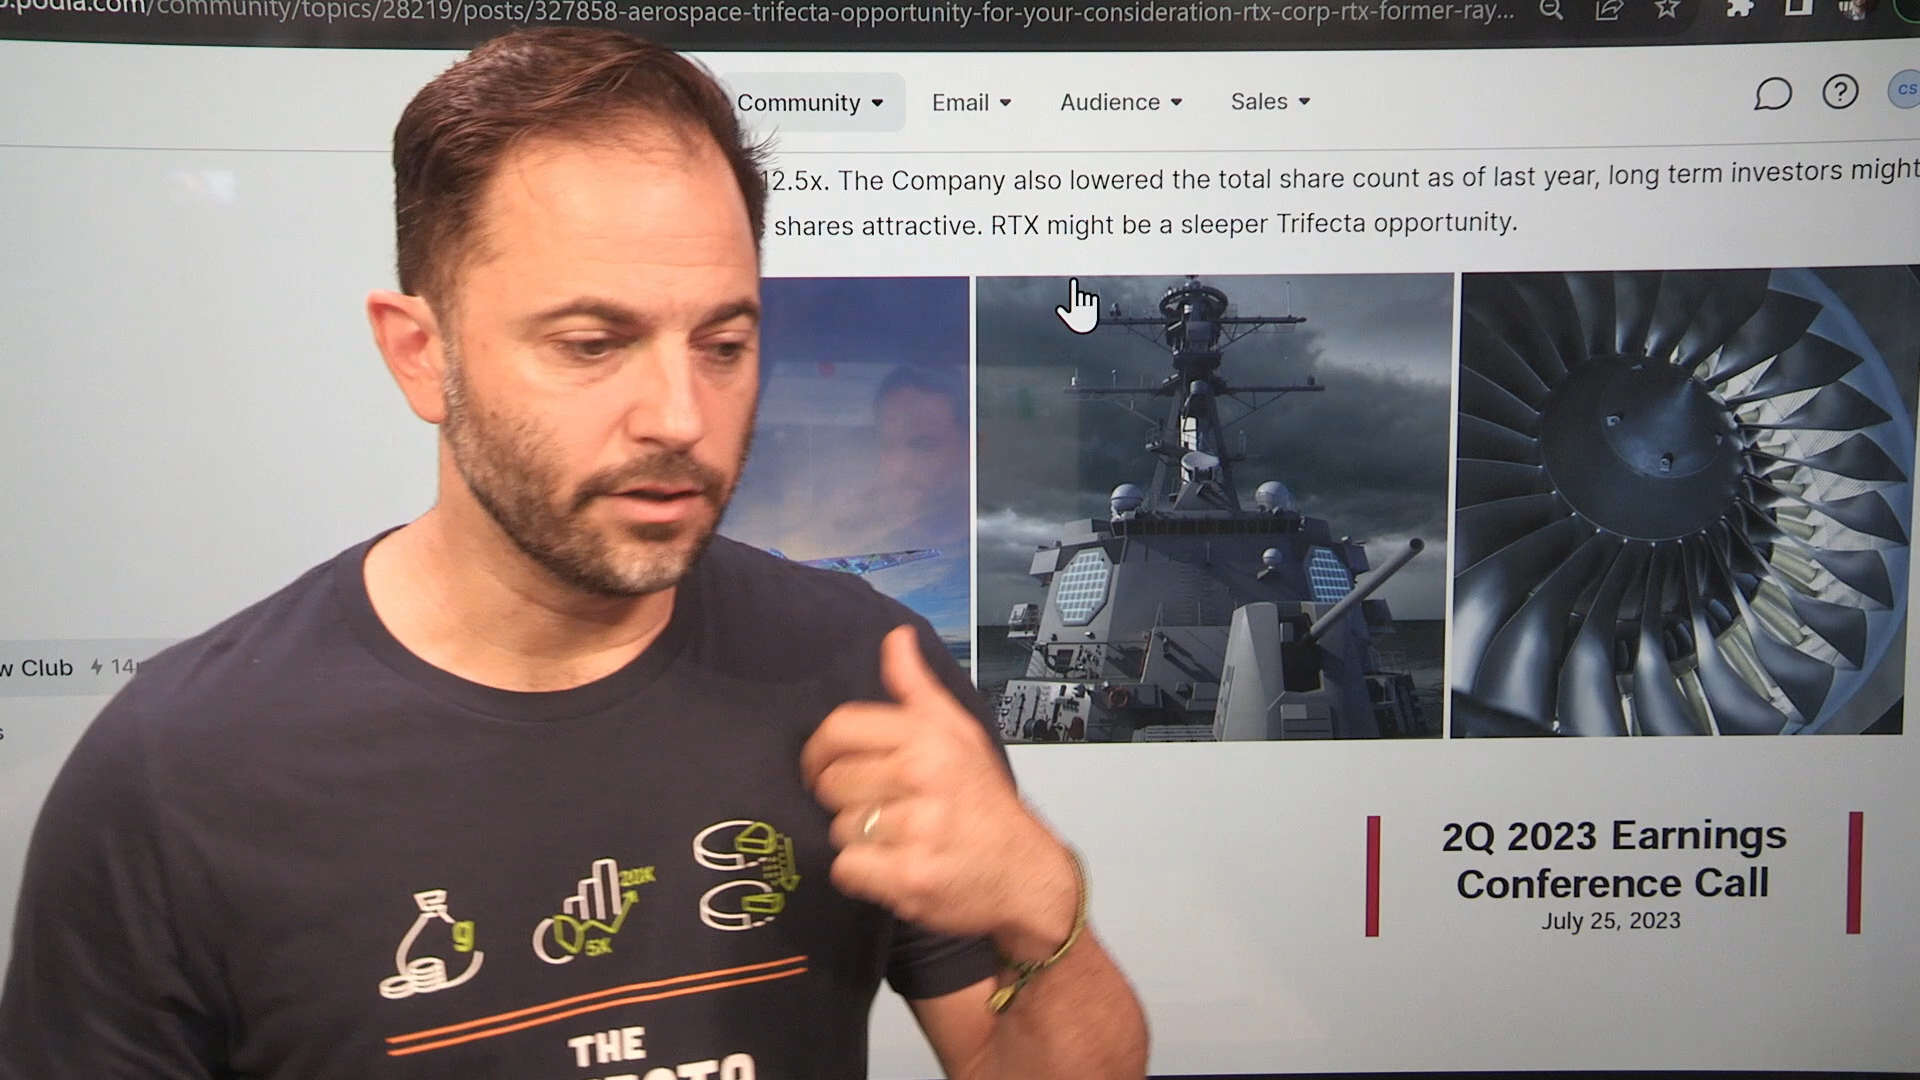 .podia.com/community/topics/28219/posts/327858-aerospace-trifecta-opportunity-for-your-consideration-rtx-corp-rtx-former-ray...
Community
Email
Audience
Sales
CS
12.5x. The Company also lowered the total share count as of last year, long term investors might
shares attractive. RTX might be a sleeper Trifecta opportunity.
w Club
14
s
2Q 2023 Earnings
Conference Call
July 25, 2023
g
5K
20K
THE